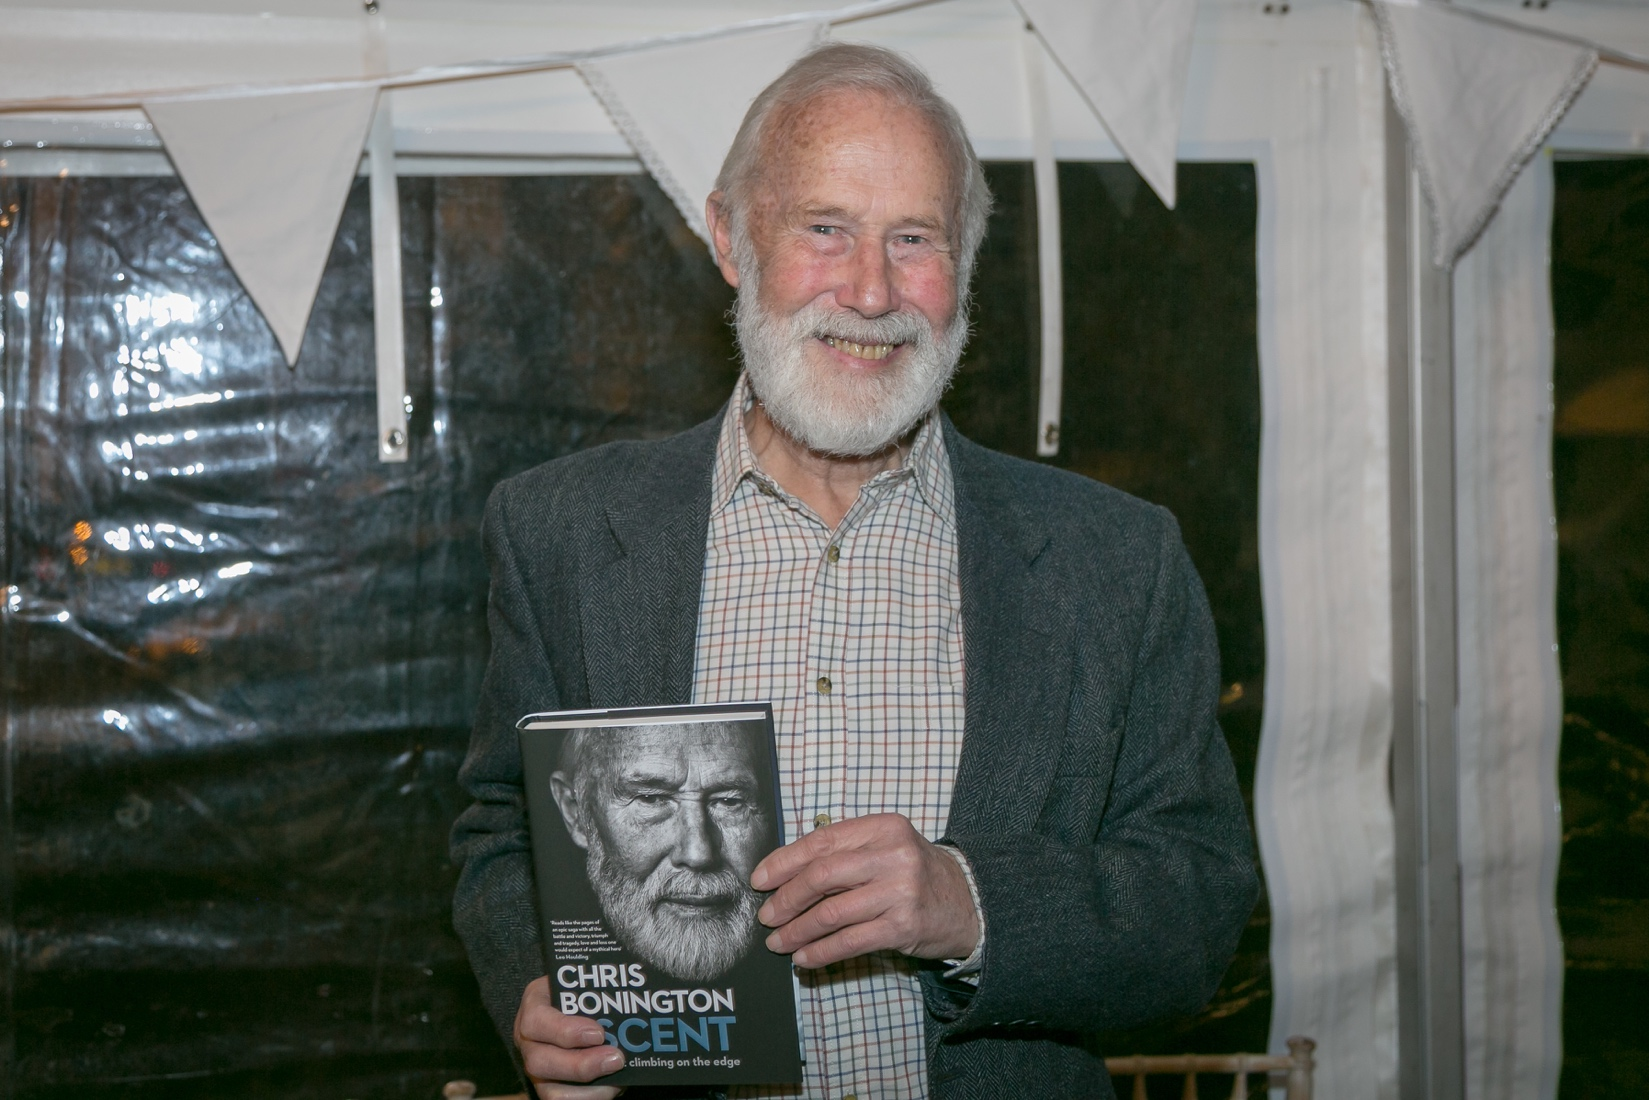 'Reads like the pages of
an epic saga with all the
battle and victory, triumph
and tragedy, love and loss one
would expect of a mythical hero'
Leo Houlding
CHRIS
BONINGTON
SCENT
climbing on the edge